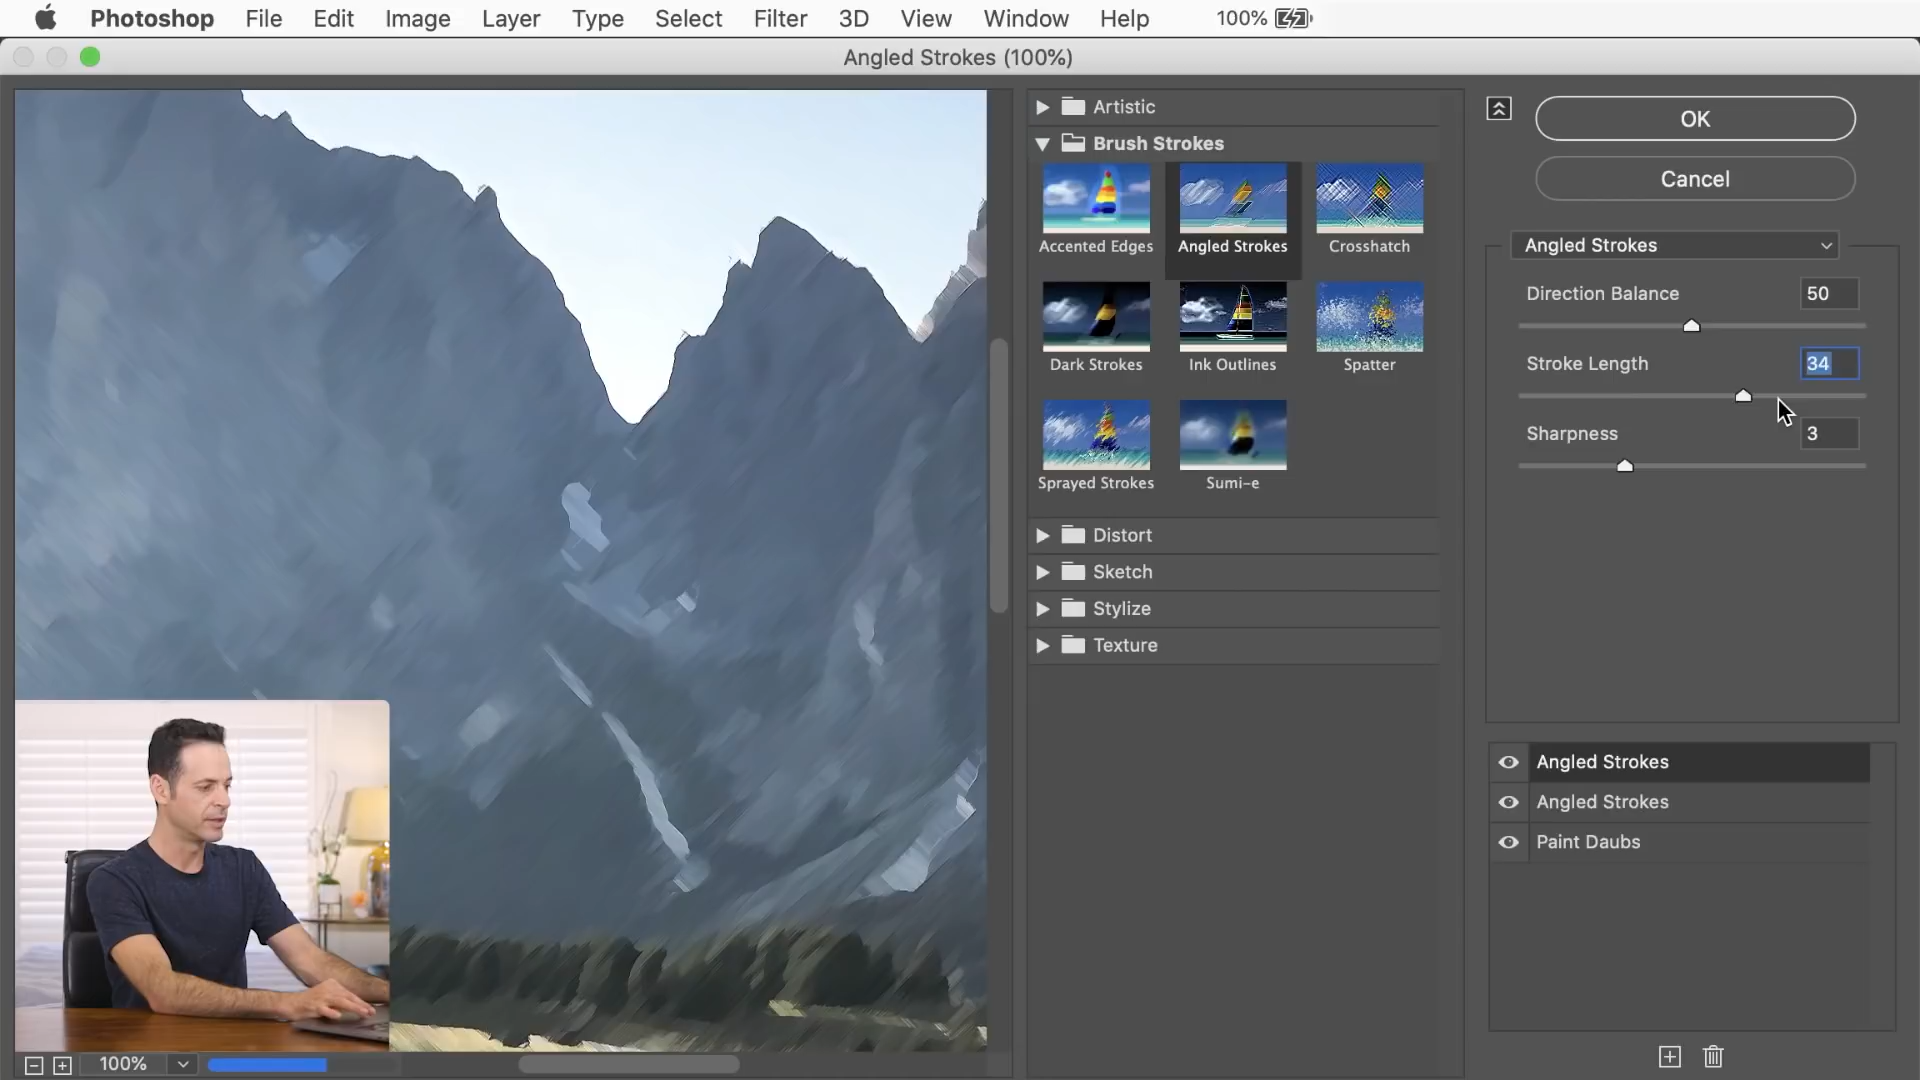 Photoshop File Edit Image Layer Type Select Filter 3D View Window Help 100%
Angled Strokes (100%)
Artistic
Brush Strokes
Accented Edges Angled Strokes Crosshatch
Dark Strokes Ink Outlines Spatter
Sprayed Strokes Sumi-e
Distort
Sketch
Stylize
Texture
OK
Cancel
Angled Strokes
Direction Balance 50
Stroke Length 34
Sharpness 3
Angled Strokes
Angled Strokes
Paint Daubs
100%